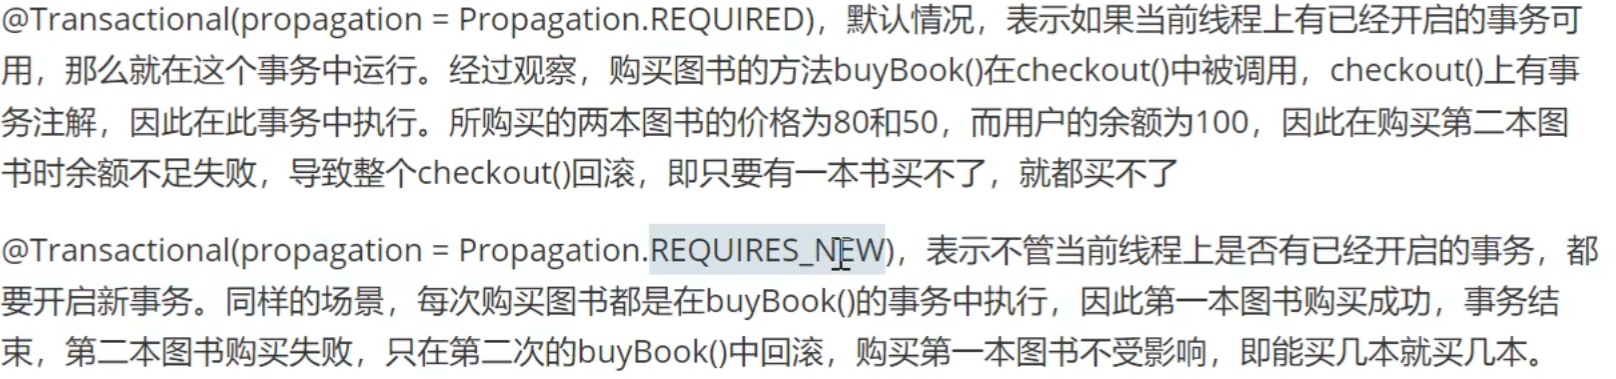 @Transactional(propagation = Propagation.REQUIRED)，默认情况，表示如果当前线程上有已经开启的事务可
用，那么就在这个事务中运行。经过观察，购买图书的方法buyBook()在checkout()中被调用，checkout()上有事
务注解，因此在此事务中执行。所购买的两本图书的价格为80和50，而用户的余额为100，因此在购买第二本图
书时余额不足失败，导致整个checkout()回滚，即只要有一本书买不了，就都买不了
@Transactional(propagation = Propagation.REQUIRES_NEW)，表示不管当前线程上是否有已经开启的事务，都
要开启新事务。同样的场景，每次购买图书都是在buyBook()的事务中执行，因此第一本图书购买成功，事务结
束，第二本图书购买失败，只在第二次的buyBook()中回滚，购买第一本图书不受影响，即能买几本就买几本。